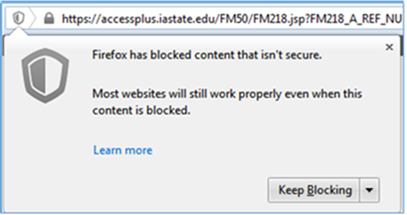 https://accessplus.iastate.edu/FM50/FM218.jsp?FM218_A_REF_NU
Firefox has blocked content that isn't secure.
Most websites will still work properly even when this
content is blocked.
Learn more
Keep Blocking